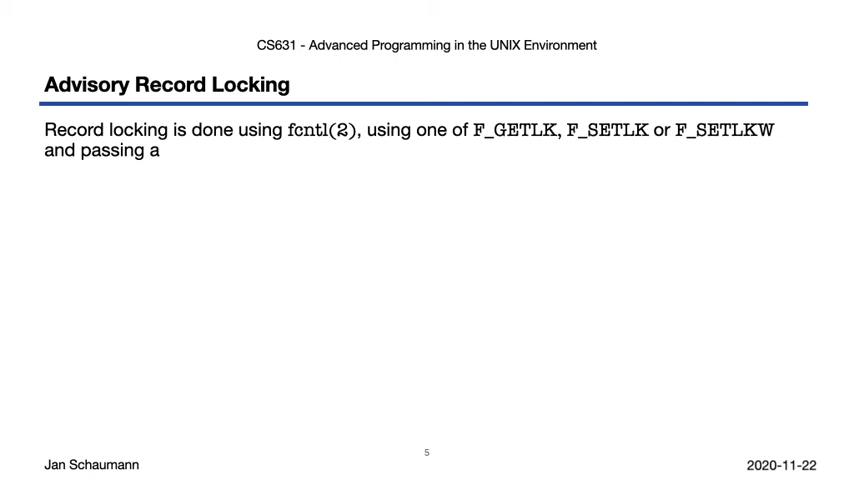 CS631 - Advanced Programming in the UNIX Environment
Advisory Record Locking
Record locking is done using fcntl(2), using one of F_GETLK, F_SETLK or F_SETLKW
and passing a
5
Jan Schaumann
2020-11-22